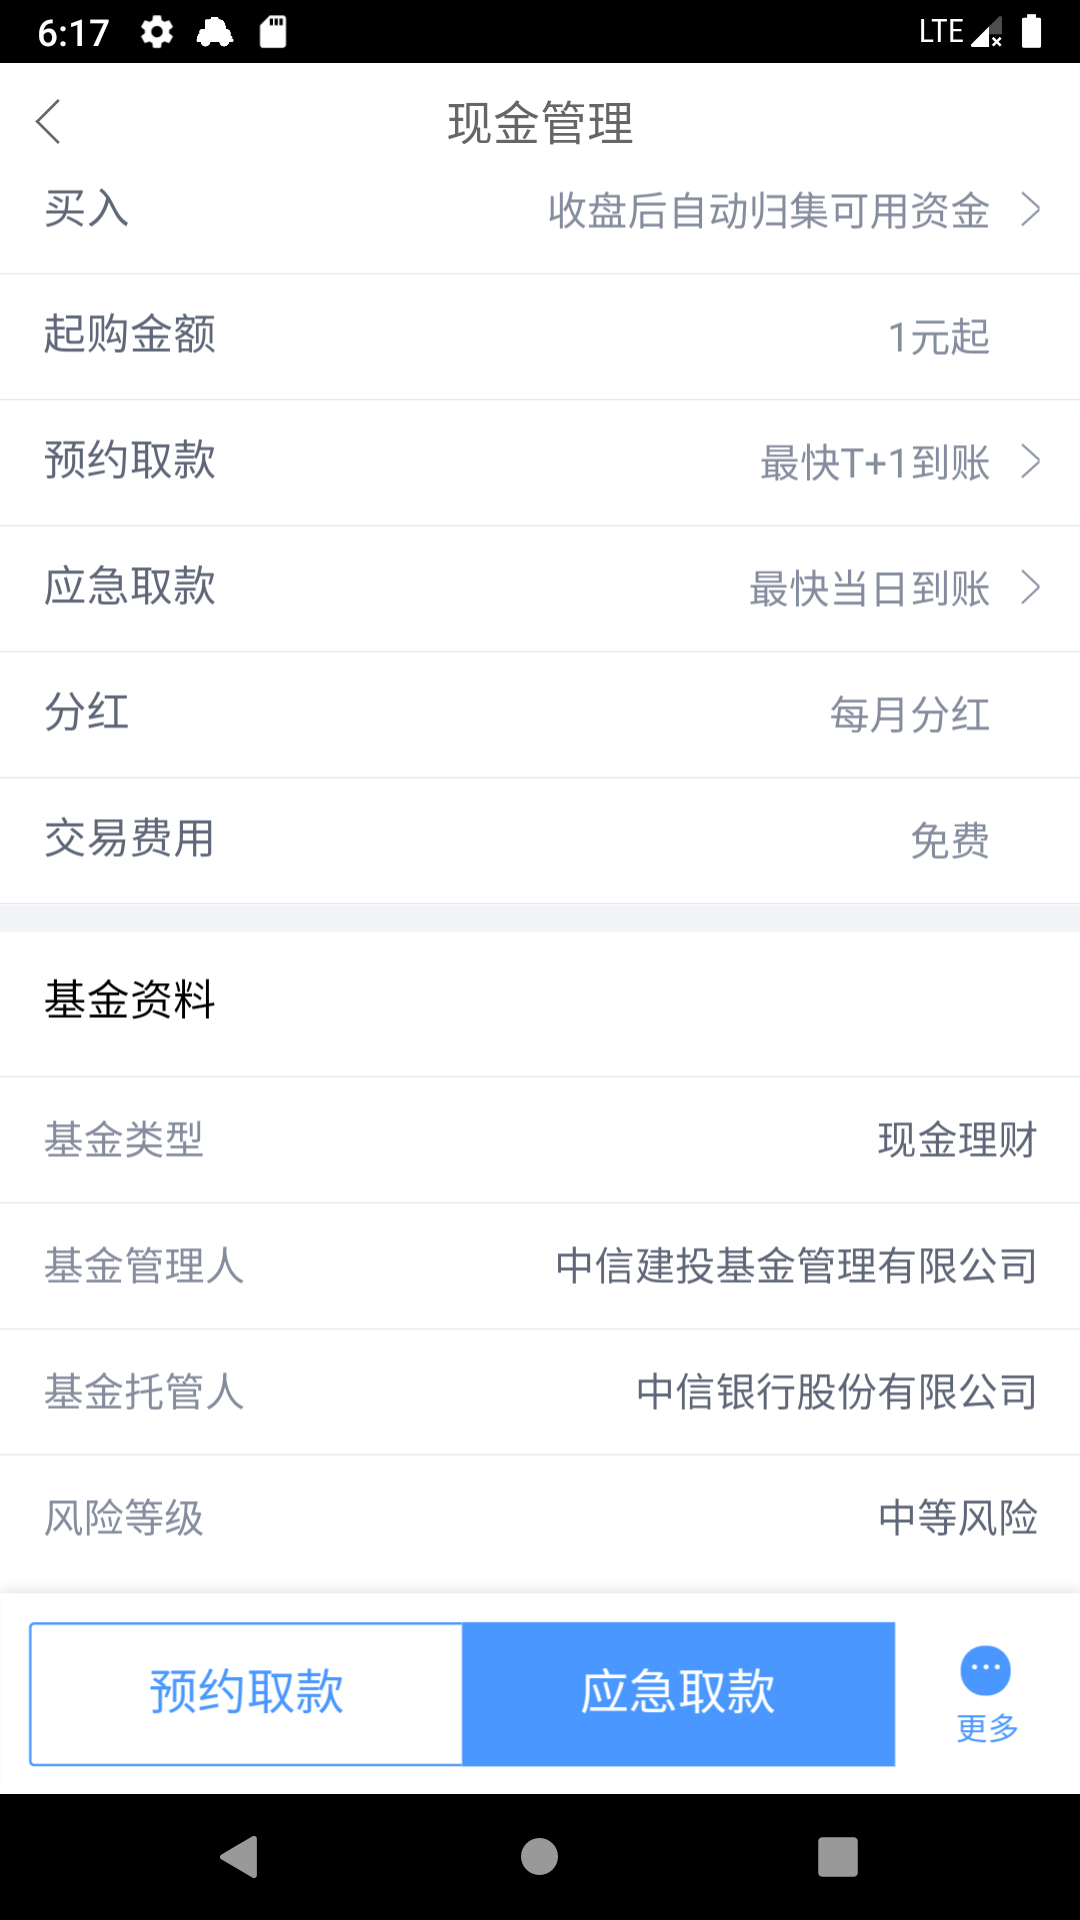 6:17
LTE
现金管理
买入
收盘后自动归集可用资金
起购金额
1元起
预约取款
最快T+1到账
应急取款
最快当日到账
分红
每月分红
交易费用
免费
基金资料
基金类型
现金理财
基金管理人
中信建投基金管理有限公司
基金托管人
中信银行股份有限公司
风险等级
中等风险
预约取款
应急取款
更多